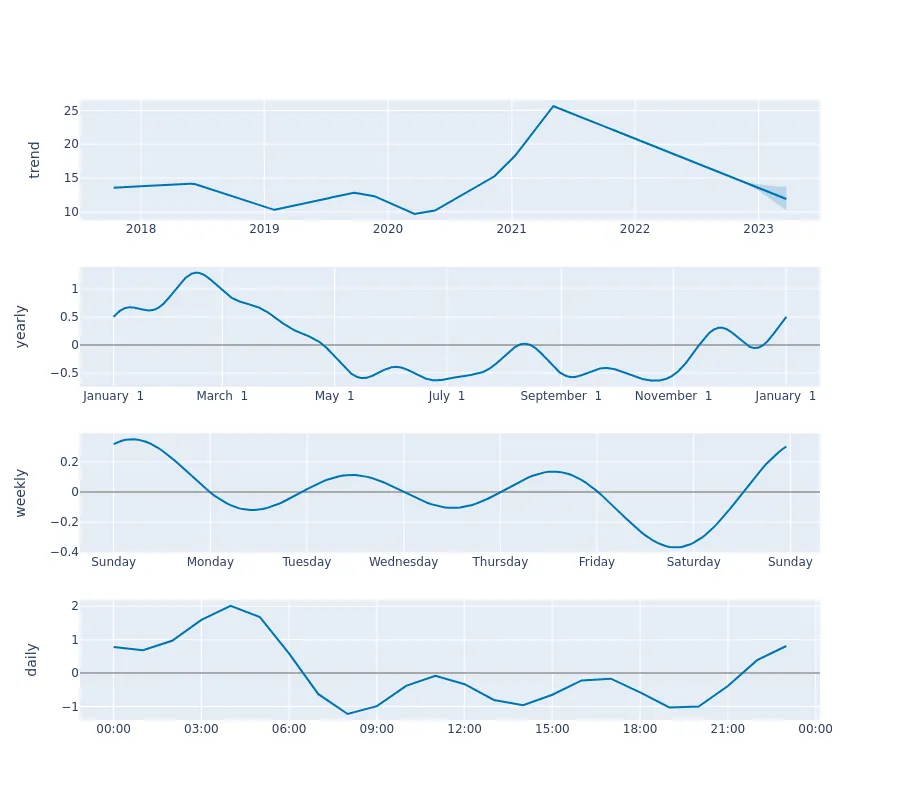 trend
25
20
15
10
2018 2019 2020 2021 2022 2023
yearly
1
0.5
0
−0.5
January 1 March 1 May 1 July 1 September 1 November 1 January 1
weekly
0.2
0
−0.2
−0.4
Sunday Monday Tuesday Wednesday Thursday Friday Saturday Sunday
daily
2
1
0
−1
00:00 03:00 06:00 09:00 12:00 15:00 18:00 21:00 00:00